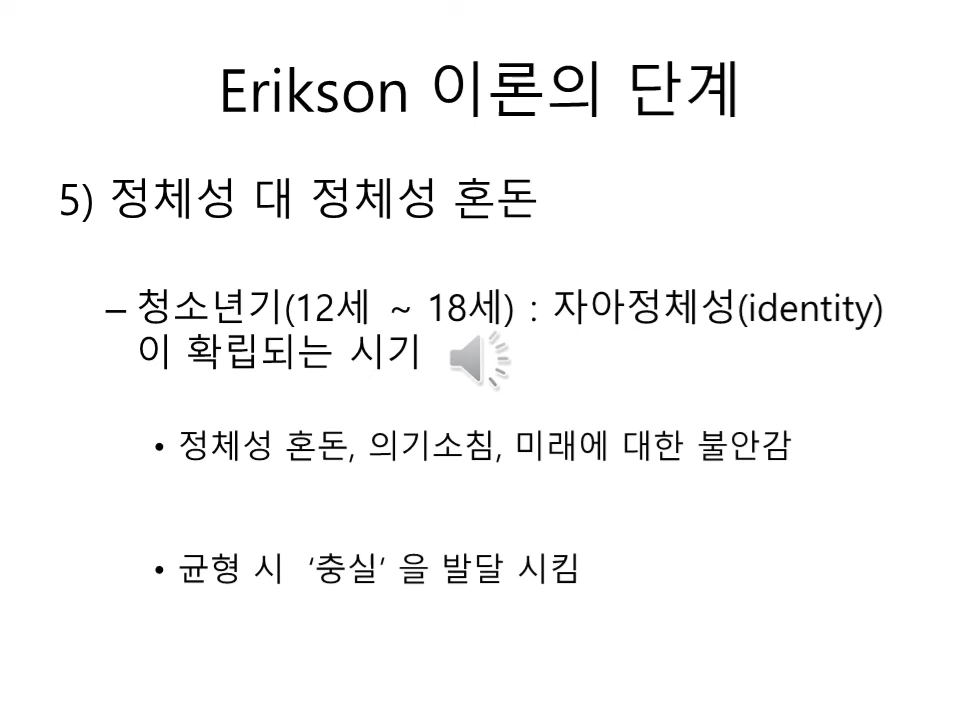 Erikson 이론의 단계
5) 정체성 대 정체성 혼돈
– 청소년기(12세 ~ 18세) : 자아정체성(identity)
이 확립되는 시기
• 정체성 혼돈, 의기소침, 미래에 대한 불안감
• 균형 시 ‘충실’ 을 발달 시킴